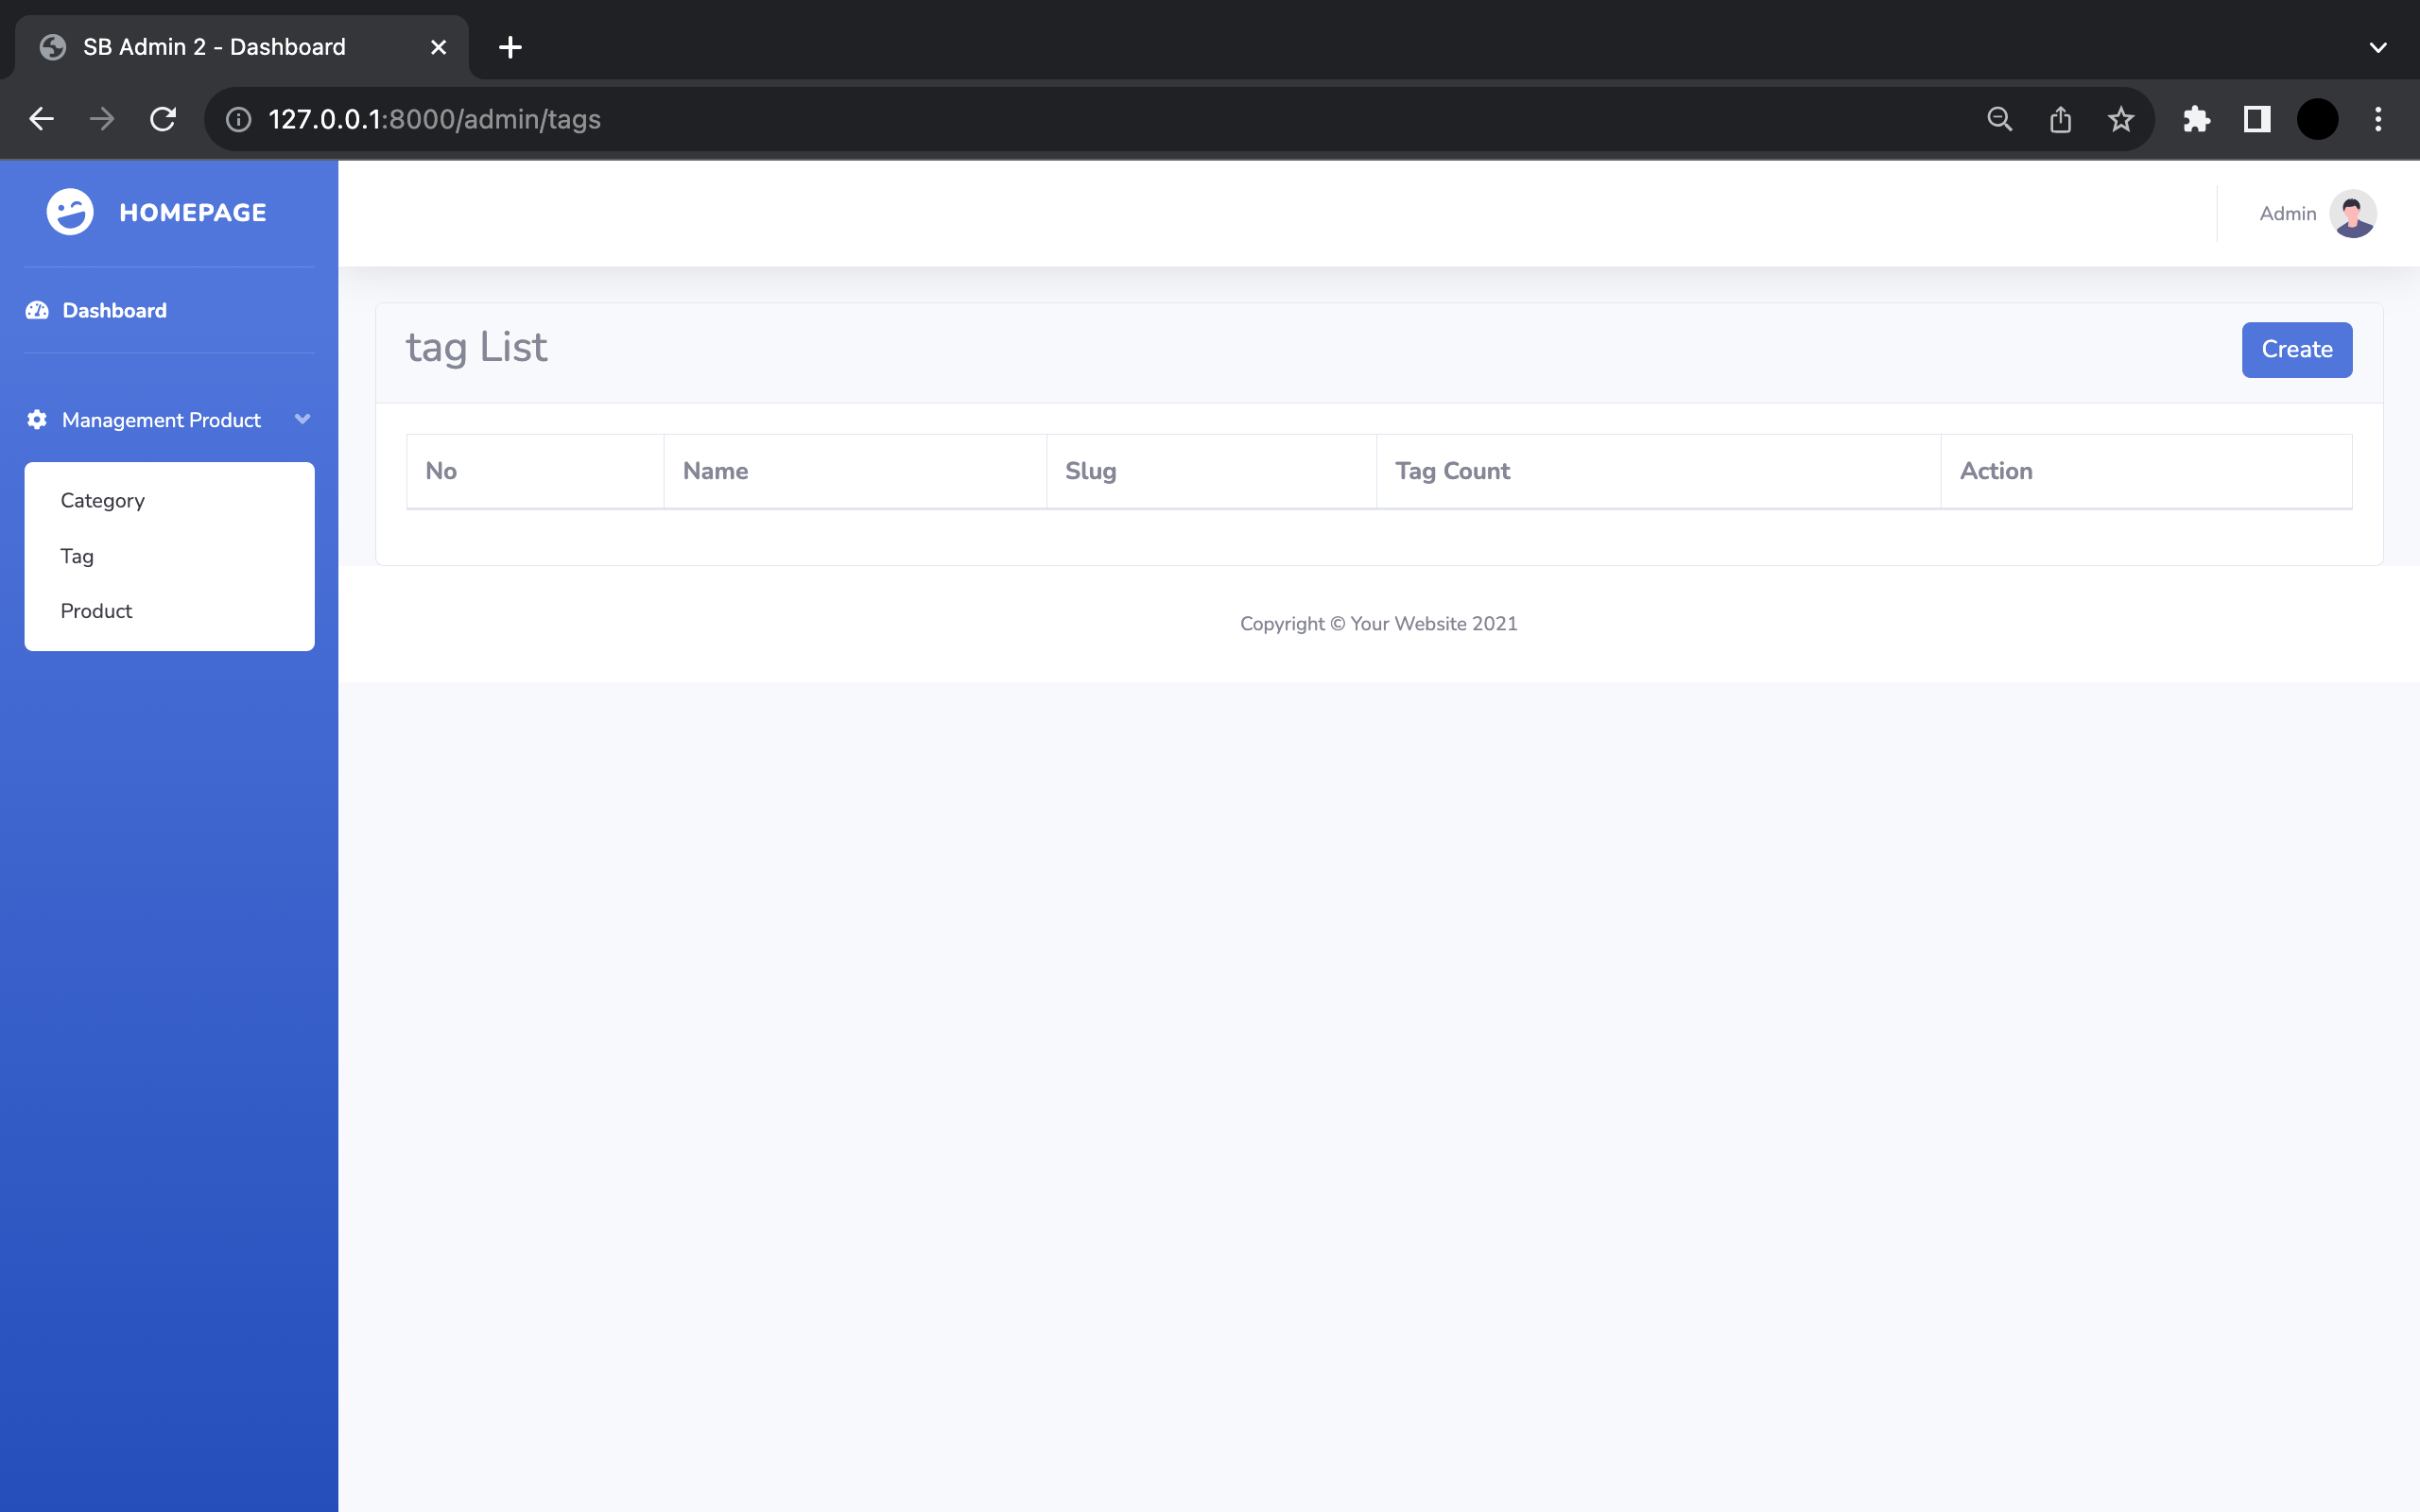 SB Admin 2 - Dashboard
127.0.0.1:8000/admin/tags
HOMEPAGE
Admin
Dashboard
Management Product
Category
Tag
Product
tag List
Create
No Name Slug Tag Count Action
Copyright © Your Website 2021